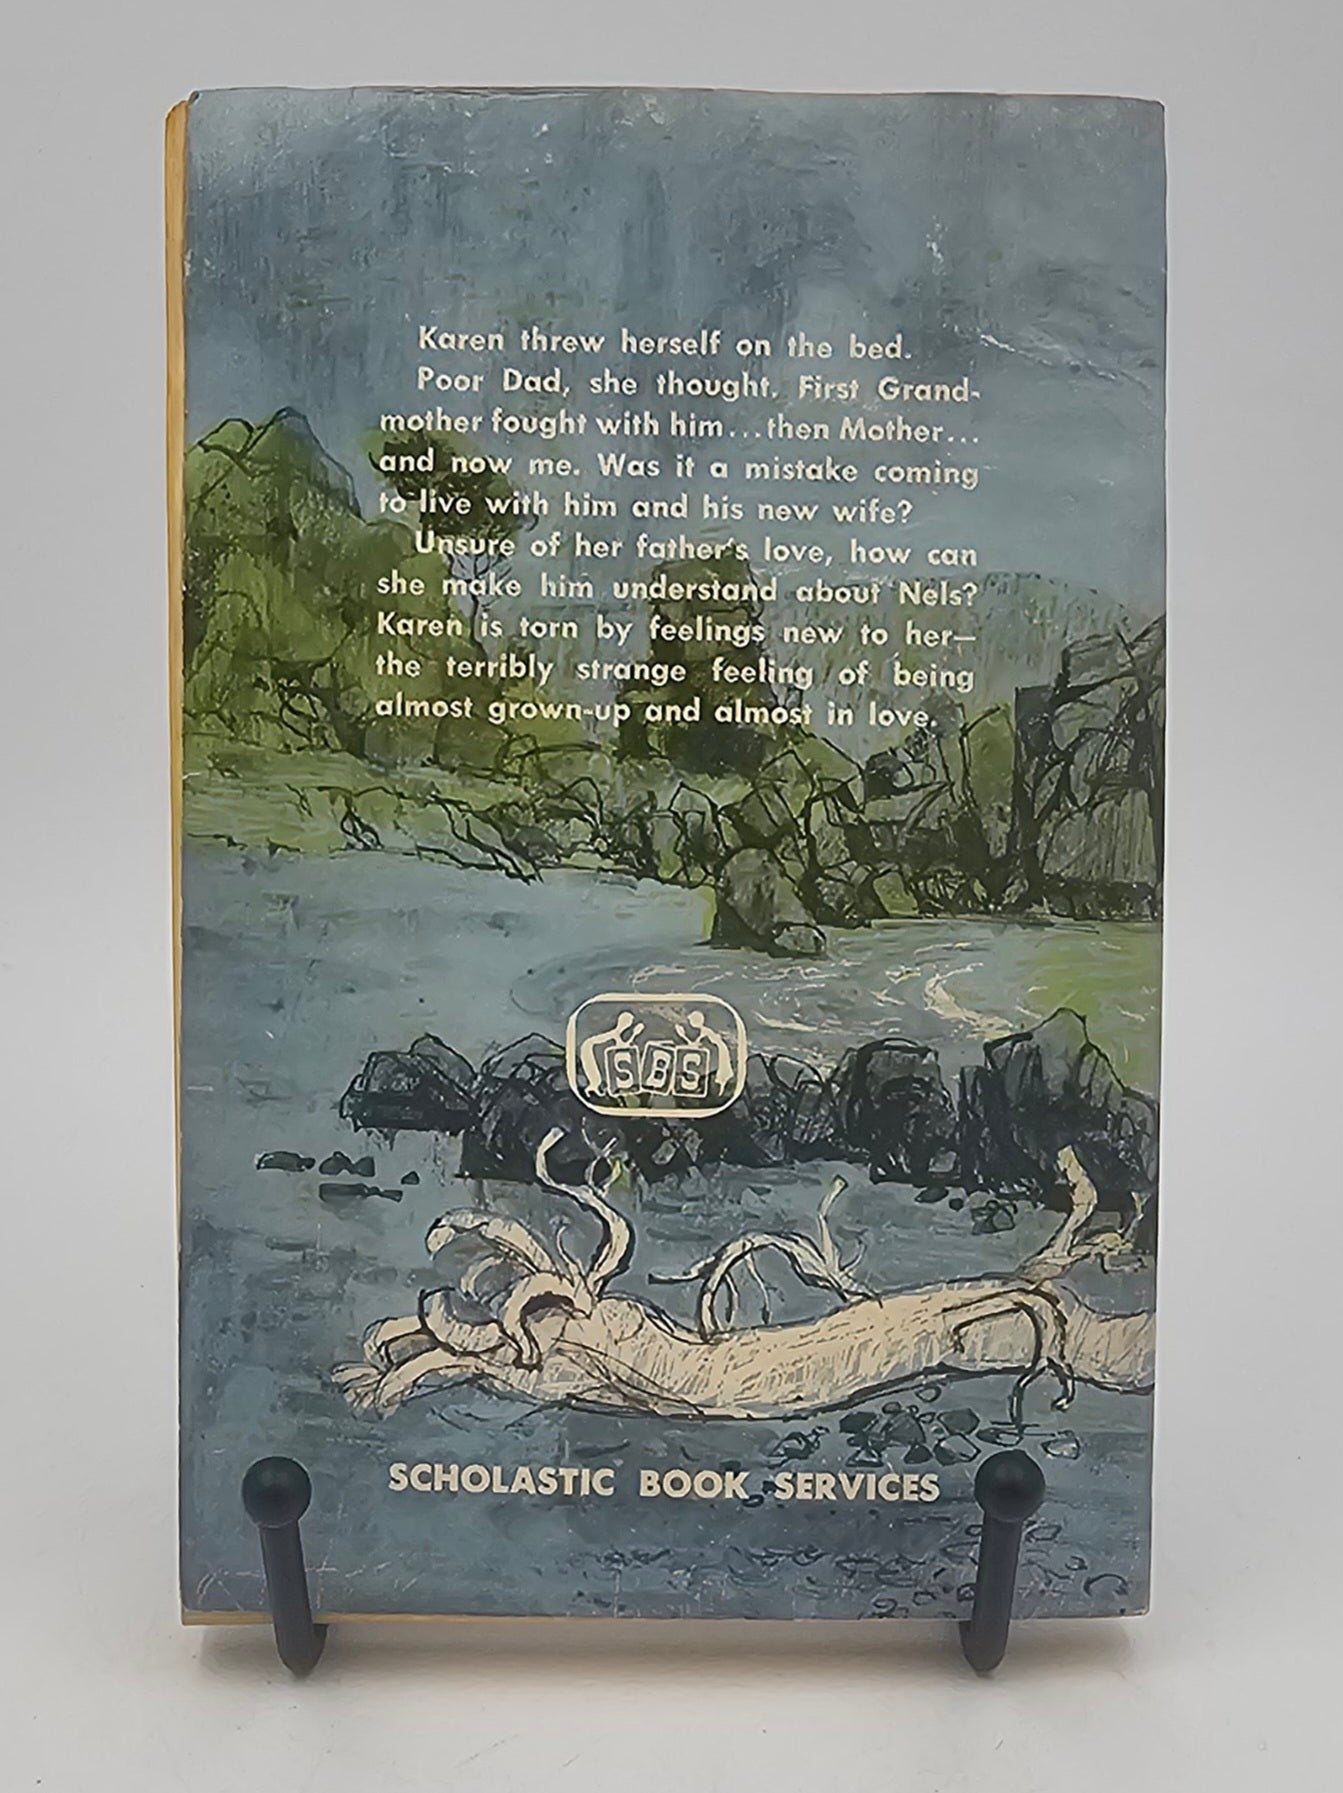 Karen threw herself on the bed.
Poor Dad, she thought. First Grand-
mother fought with him...then Mother...
and now me. Was it a mistake coming
to live with him and his new wife?
Unsure of her father's love, how can
she make him understand about Nels?
Karen is torn by feelings new to her—
the terribly strange feeling of being
almost grown-up and almost in love.
SBS
SCHOLASTIC BOOK SERVICES